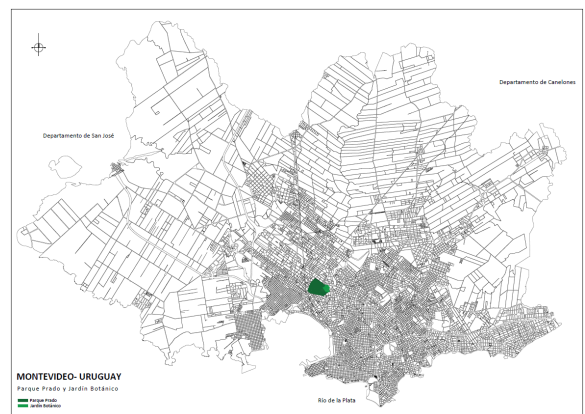 Departamento de Canelones
Departamento de San José
MONTEVIDEO- URUGUAY
Parque Prado y Jardín Botánico
Parque Prado
Jardín Botánico
Río de la Plata